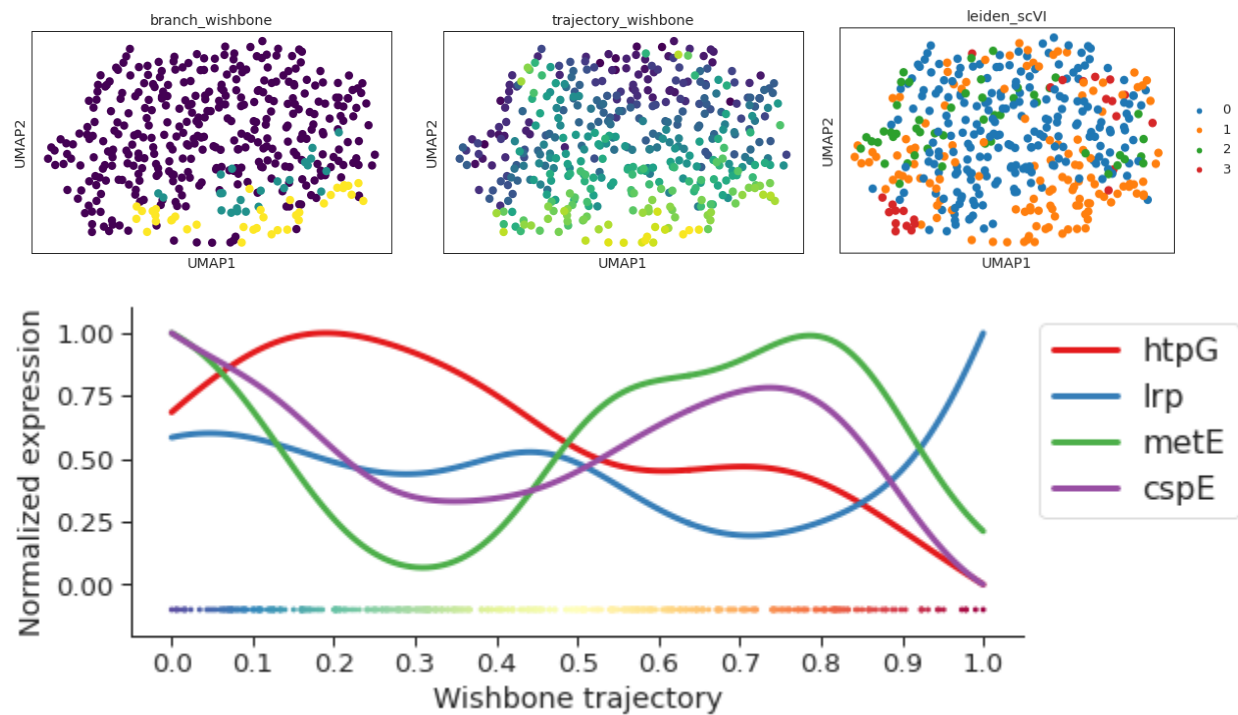 branch_wishbone
trajectory_wishbone
leiden_scVI
UMAP2
UMAP1
UMAP2
UMAP1
UMAP2
UMAP1
0
1
2
3
Normalized expression
1.00
0.75
0.50
0.25
0.00
0.0 0.1 0.2 0.3 0.4 0.5 0.6 0.7 0.8 0.9 1.0
Wishbone trajectory
htpG
lrp
metE
cspE